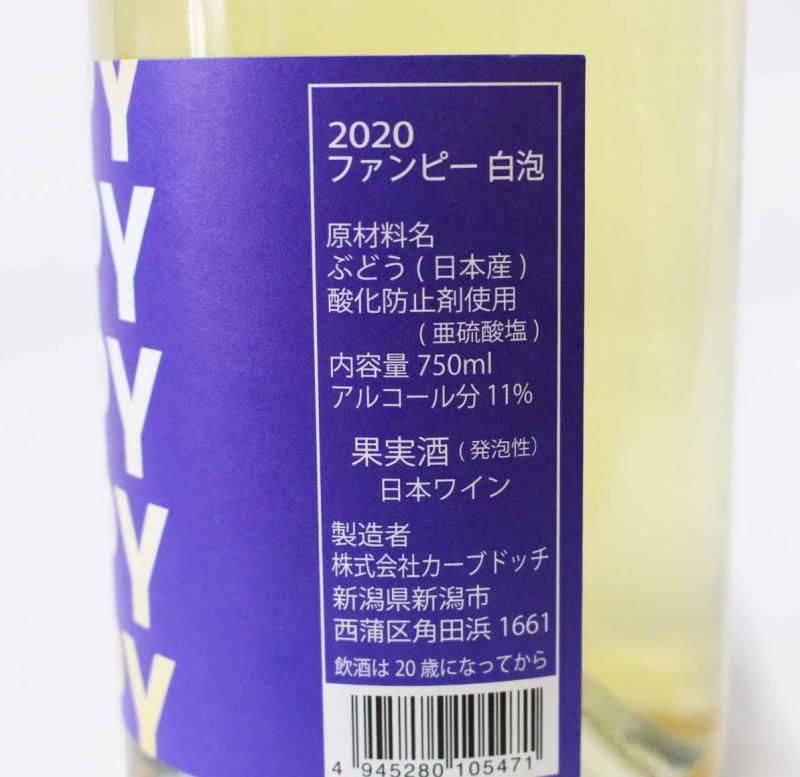 Y
PY
PY
PY
PY
2020
ファンピー 白泡
原材料名
ぶどう ( 日本産 )
酸化防止剤使用
( 亜硫酸塩 )
内容量 750ml
アルコール分 11%
果実酒 ( 発泡性)
日本ワイン
製造者
株式会社カーブドッチ
新潟県新潟市
西蒲区角田浜 1661
飲酒は 20 歳になってから
4 945280 105471